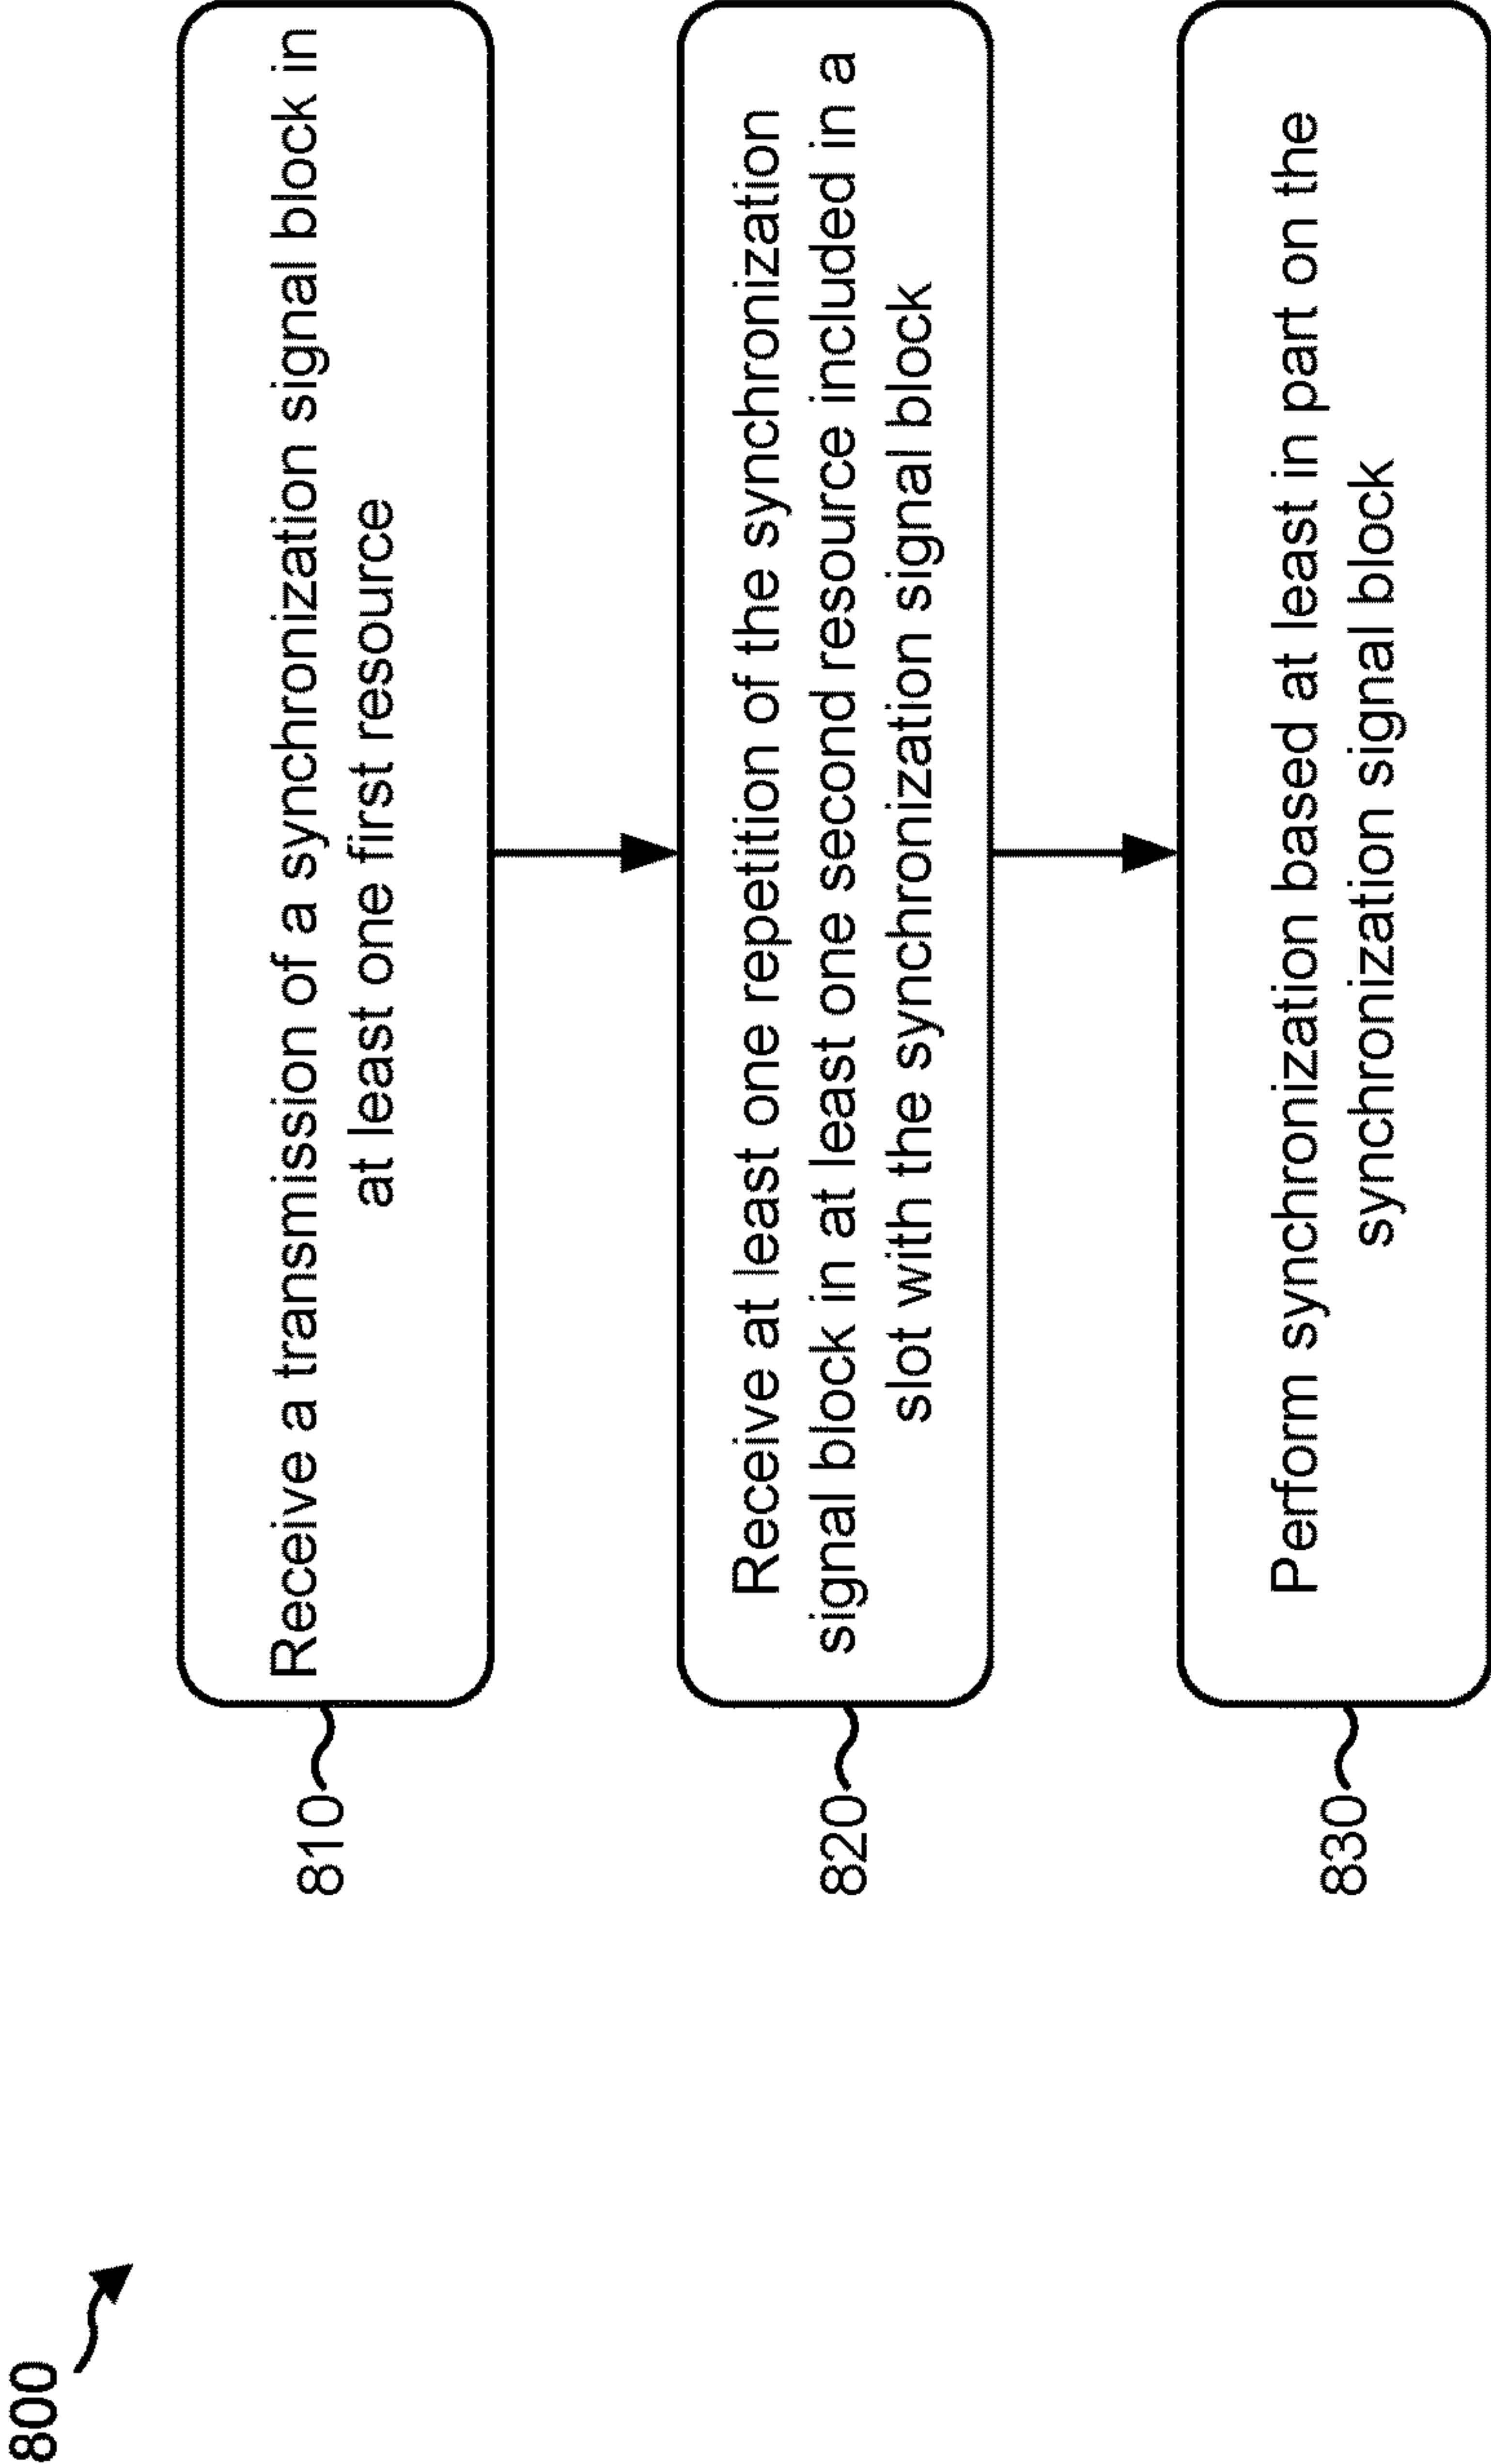 800
810
Receive a transmission of a synchronization signal block in
at least one first resource
820
Receive at least one repetition of the synchronization
signal block in at least one second resource included in a
slot with the synchronization signal block
830
Perform synchronization based at least in part on the
synchronization signal block